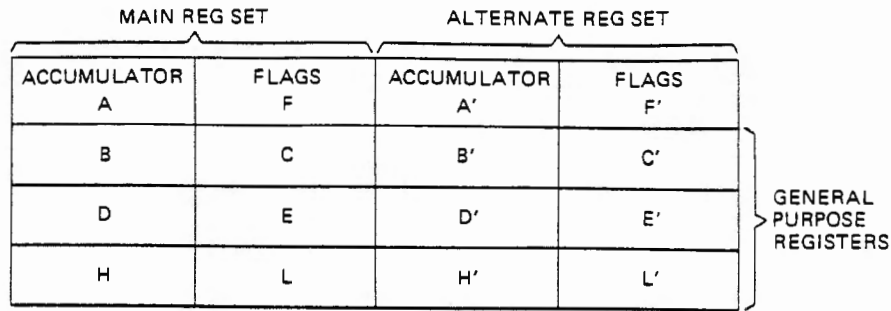 MAIN REG SET ALTERNATE REG SET
ACCUMULATOR FLAGS ACCUMULATOR FLAGS
A F A' F'
B C B' C'
D E D' E'
H L H' L'
GENERAL
PURPOSE
REGISTERS